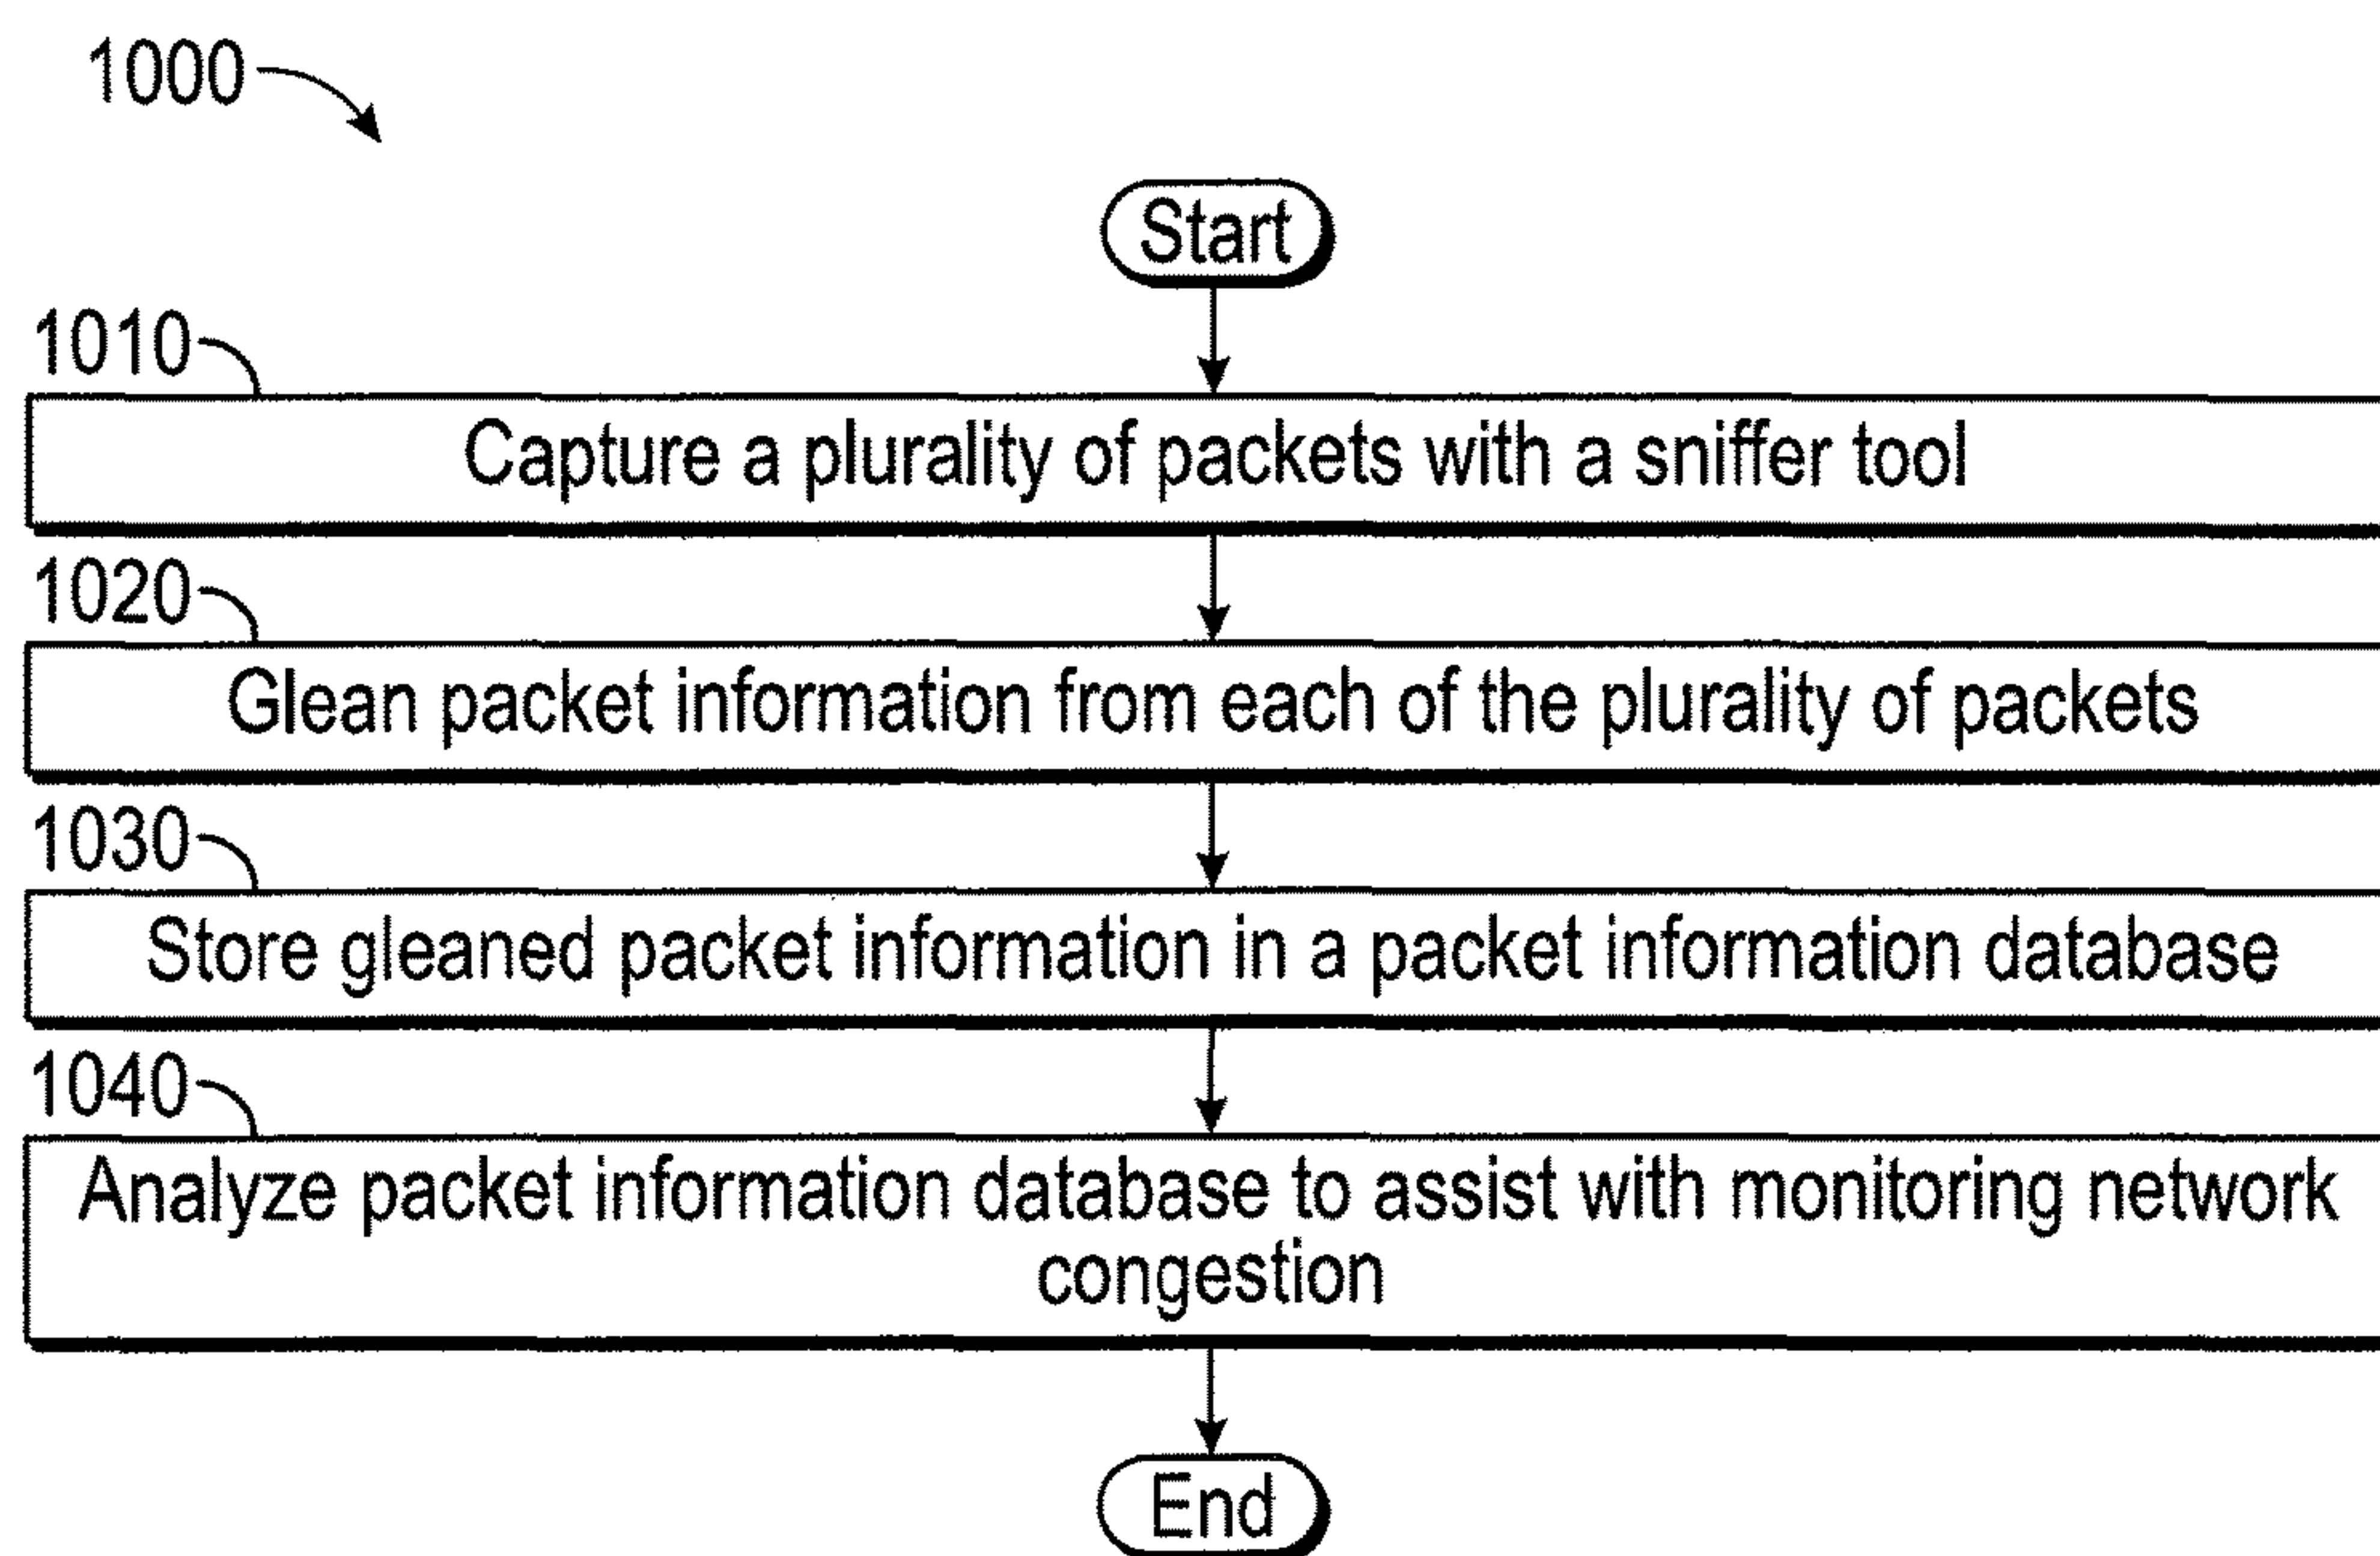 1000
Start
1010
Capture a plurality of packets with a sniffer tool
1020
Glean packet information from each of the plurality of packets
1030
Store gleaned packet information in a packet information database
1040
Analyze packet information database to assist with monitoring network
congestion
End